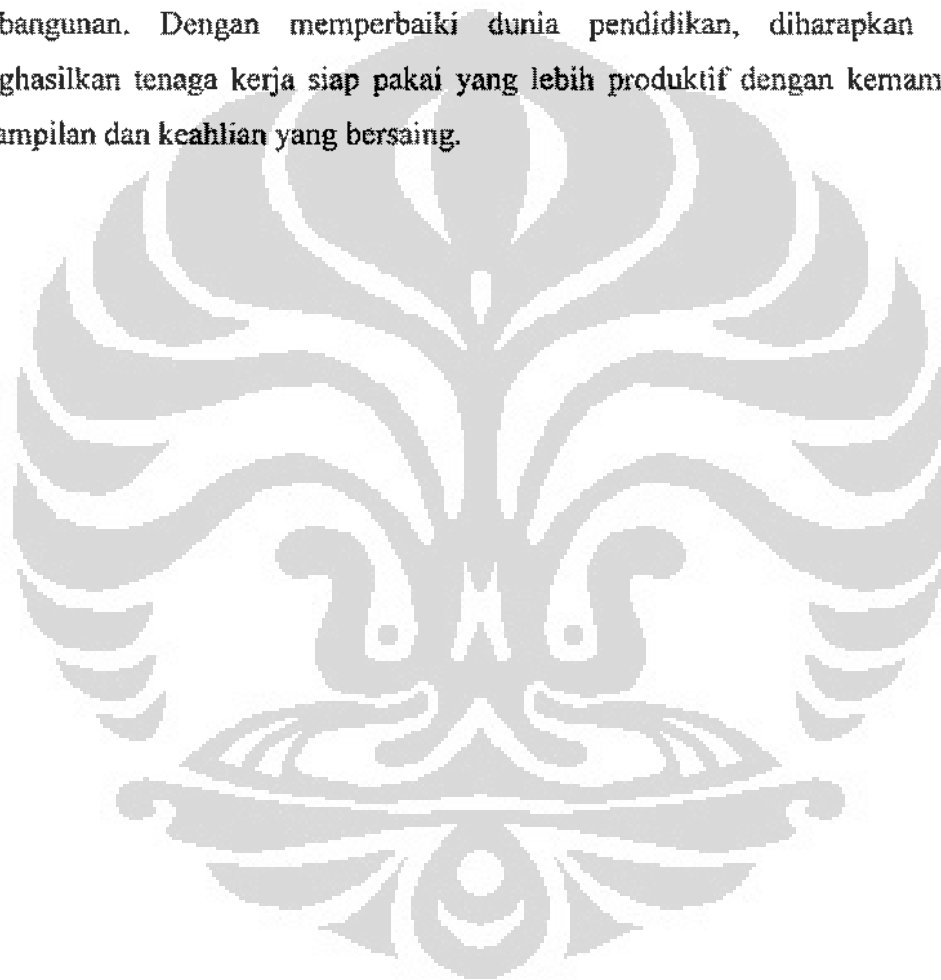 bangunan. Dengan memperbaiki dunia pendidikan, diharapkan
ghasilkan tenaga kerja siap pakai yang lebih produktif dengan kemam
ampilan dan keahlian yang bersaing.